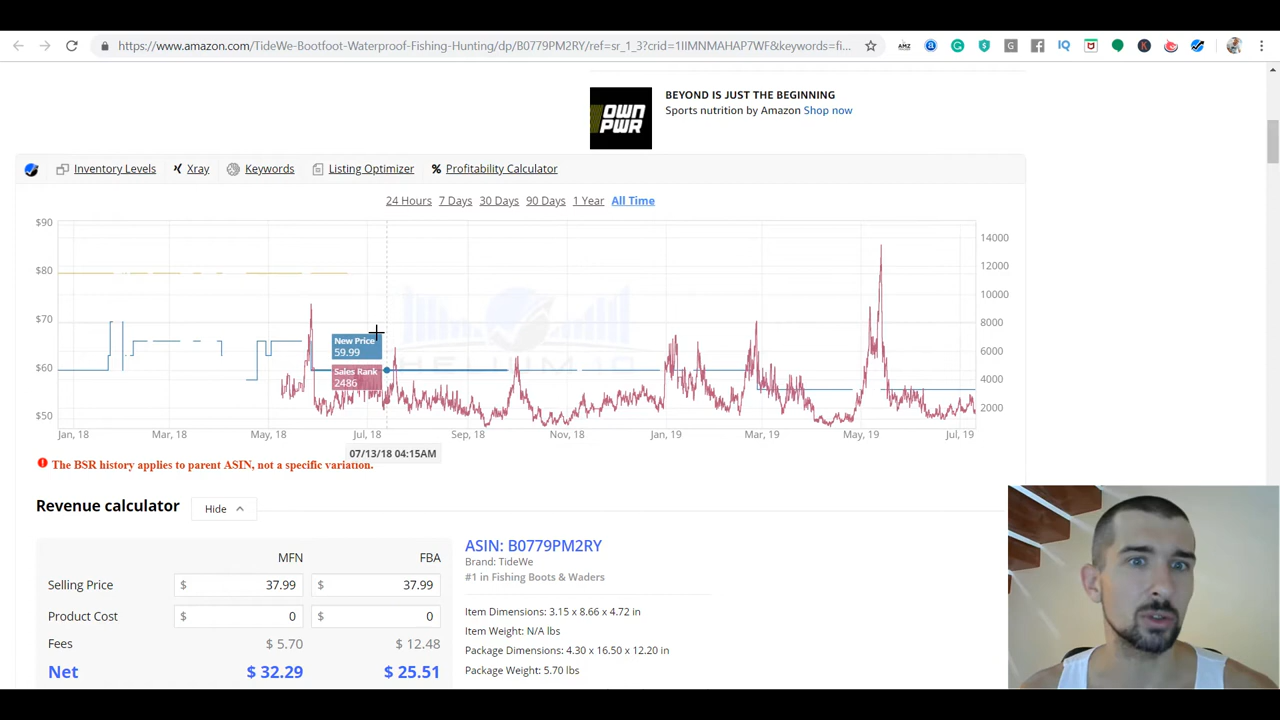 https://www.amazon.com/TideWe-Bootfoot-Waterproof-Fishing-Hunting/dp/B0779PM2RY/ref=sr_1_3?crid=1IIMNMAHAP7WF&keywords=fi...
OWN PWR
BEYOND IS JUST THE BEGINNING
Sports nutrition by Amazon Shop now
Inventory Levels Xray Keywords Listing Optimizer % Profitability Calculator
24 Hours 7 Days 30 Days 90 Days 1 Year All Time
$90
14000
$80
12000
10000
$70
8000
New Price
59.99
6000
HELIUM 10
$60
Sales Rank
2486
4000
$50
2000
Jan, 18 Mar, 18 May, 18 Jul, 18 Sep, 18 Nov, 18 Jan, 19 Mar, 19 May, 19 Jul, 19
07/13/18 04:15AM
The BSR history applies to parent ASIN, not a specific variation.
Revenue calculator Hide
MFN FBA
Selling Price $ 37.99 $ 37.99
Product Cost $ 0 $ 0
Fees $ 5.70 $ 12.48
Net $ 32.29 $ 25.51
ASIN: B0779PM2RY
Brand: TideWe
#1 in Fishing Boots & Waders
Item Dimensions: 3.15 x 8.66 x 4.72 in
Item Weight: N/A lbs
Package Dimensions: 4.30 x 16.50 x 12.20 in
Package Weight: 5.70 lbs